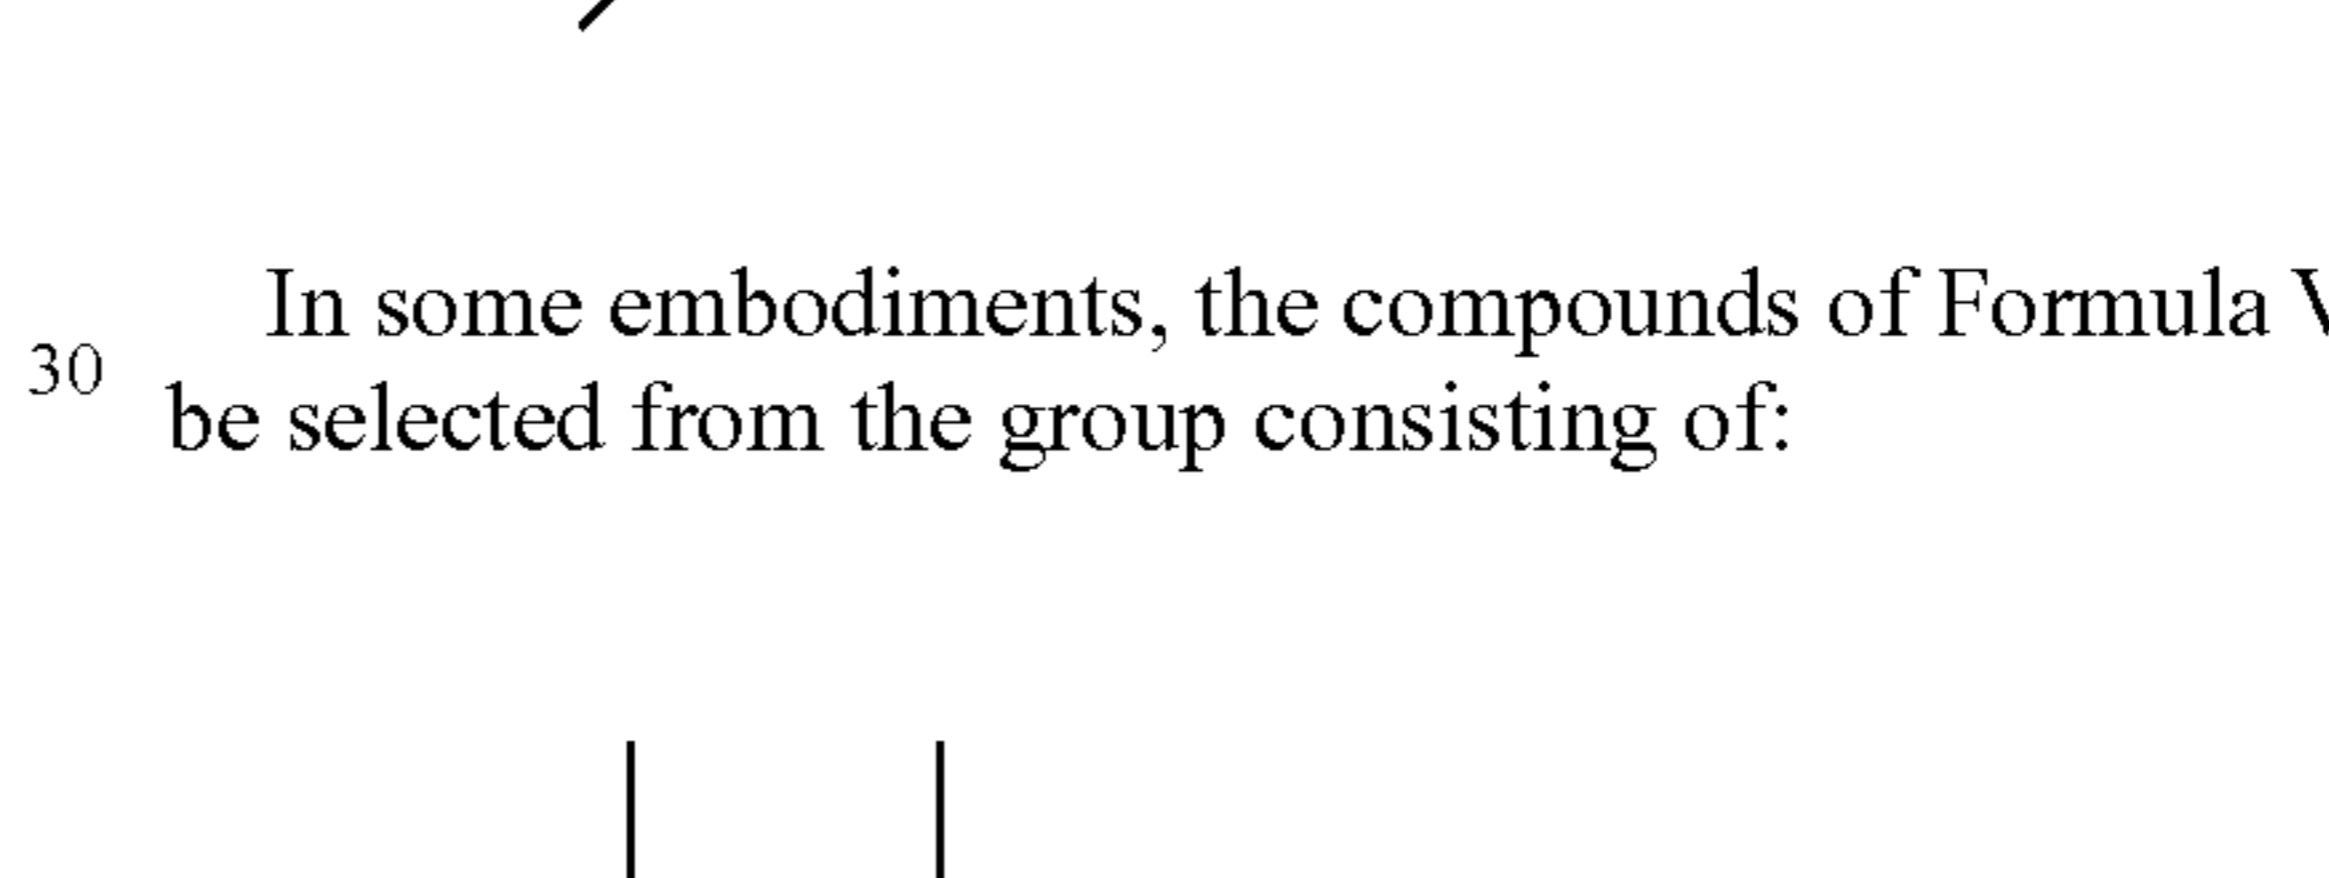 In some embodiments, the compounds of Formula
30
be selected from the group consisting of: